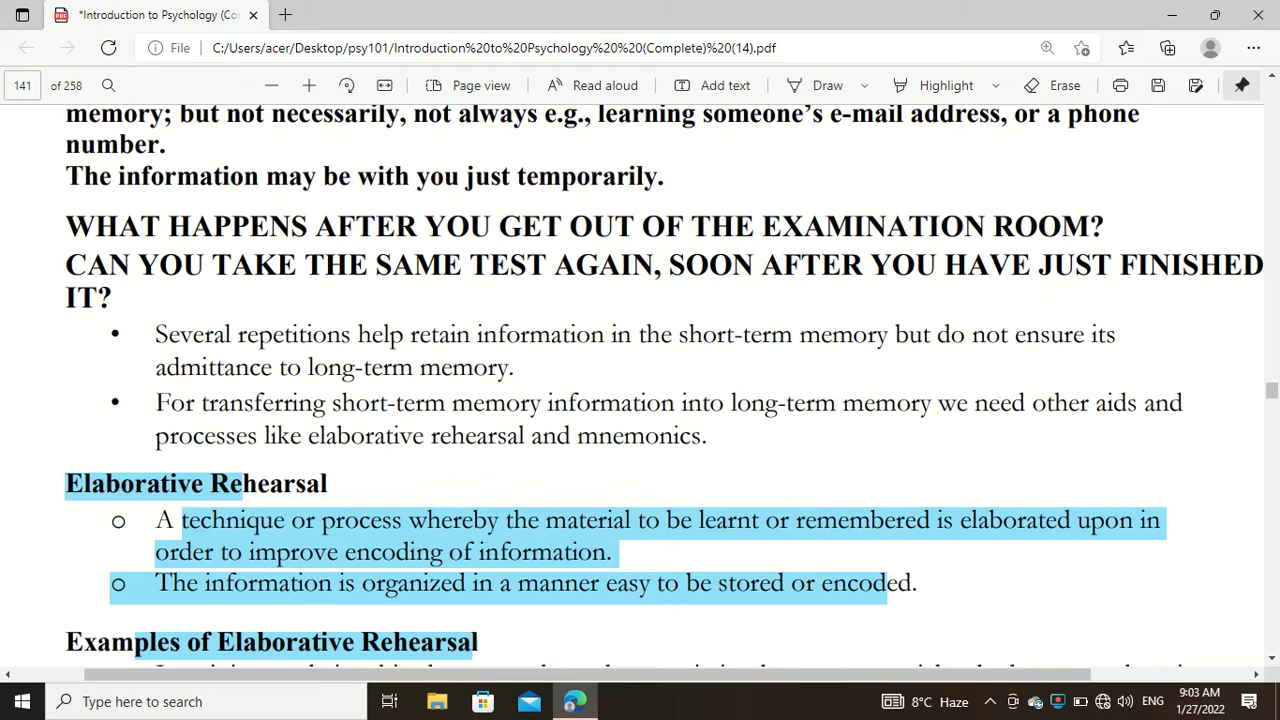 *Introduction to Psychology (Co
File
C:/Users/acer/Desktop/psy101/Introduction%20to%20Psychology%20%20(Complete)%20(14).pdf
141 of 258
Page view
Read aloud
Add text
Draw
Highlight
Erase
memory; but not necessarily, not always e.g., learning someone’s e-mail address, or a phone
number.
The information may be with you just temporarily.
WHAT HAPPENS AFTER YOU GET OUT OF THE EXAMINATION ROOM?
CAN YOU TAKE THE SAME TEST AGAIN, SOON AFTER YOU HAVE JUST FINISHED
IT?
• Several repetitions help retain information in the short-term memory but do not ensure its
admittance to long-term memory.
• For transferring short-term memory information into long-term memory we need other aids and
processes like elaborative rehearsal and mnemonics.
Elaborative Rehearsal
o A technique or process whereby the material to be learnt or remembered is elaborated upon in
order to improve encoding of information.
o The information is organized in a manner easy to be stored or encoded.
Examples of Elaborative Rehearsal
Type here to search
8°C Haze
ENG
9:03 AM
1/27/2022